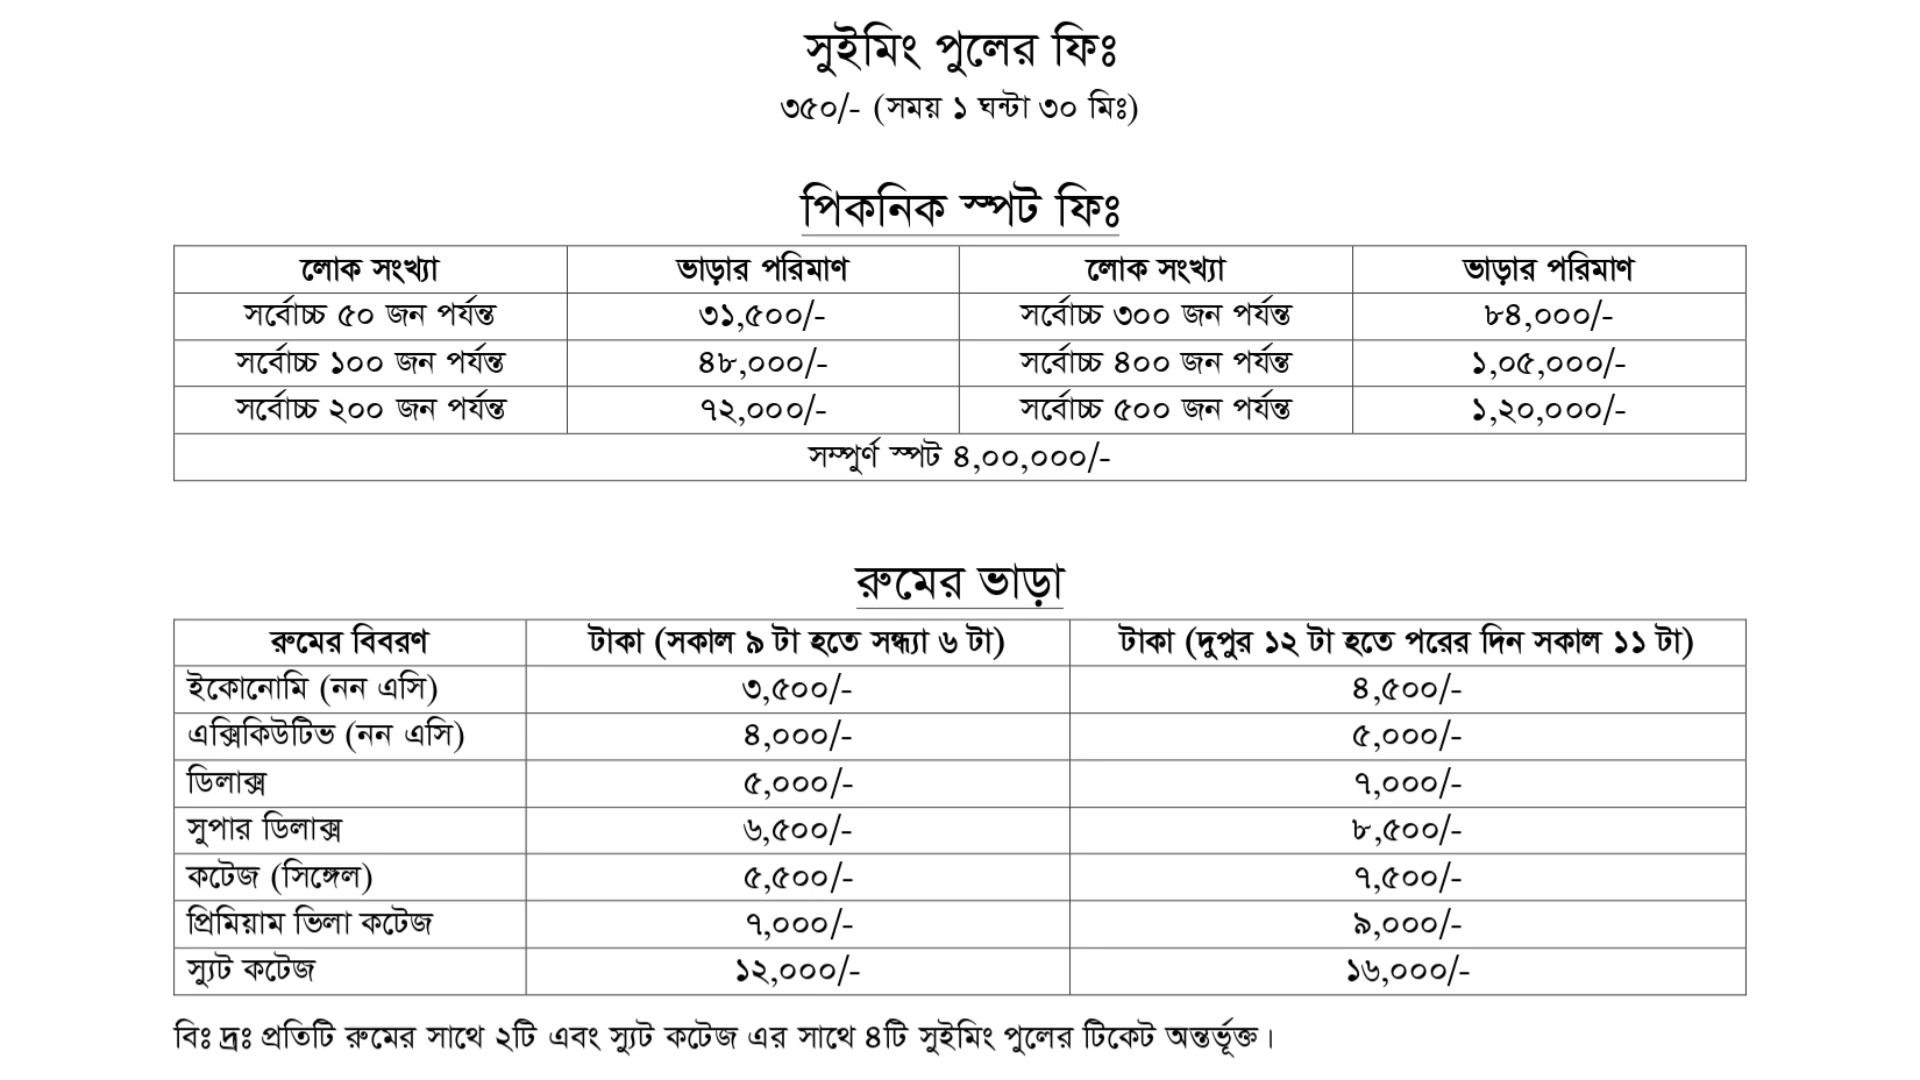 সুইমিং পুলের ফিঃ
৩৫০/- (সময় ১ ঘন্টা ৩০ মিঃ)
পিকনিক স্পট ফিঃ
লোক সংখ্যা ভাড়ার পরিমাণ লোক সংখ্যা ভাড়ার পরিমাণ
সর্বোচ্চ ৫০ জন পর্যন্ত ৩১,৫০০/- সর্বোচ্চ ৩০০ জন পর্যন্ত ৮৪,০০০/-
সর্বোচ্চ ১০০ জন পর্যন্ত ৪৮,০০০/- সর্বোচ্চ ৪০০ জন পর্যন্ত ১,০৫,০০০/-
সর্বোচ্চ ২০০ জন পর্যন্ত ৭২,০০০/- সর্বোচ্চ ৫০০ জন পর্যন্ত ১,২০,০০০/-
সম্পুর্ণ স্পট ৪,০০,০০০/-
রুমের ভাড়া
রুমের বিবরণ টাকা (সকাল ৯ টা হতে সন্ধ্যা ৬ টা) টাকা (দুপুর ১২ টা হতে পরের দিন সকাল ১১ টা)
ইকোনোমি (নন এসি) ৩,৫০০/- ৪,৫০০/-
এক্সিকিউটিভ (নন এসি) ৪,০০০/- ৫,০০০/-
ডিলাক্স ৫,০০০/- ৭,০০০/-
সুপার ডিলাক্স ৬,৫০০/- ৮,৫০০/-
কটেজ (সিঙ্গেল) ৫,৫০০/- ৭,৫০০/-
প্রিমিয়াম ভিলা কটেজ ৭,০০০/- ৯,০০০/-
স্যুট কটেজ ১২,০০০/- ১৬,০০০/-
বিঃ দ্রঃ প্রতিটি রুমের সাথে ২টি এবং স্যুট কটেজ এর সাথে ৪টি সুইমিং পুলের টিকেট অন্তর্ভূক্ত।